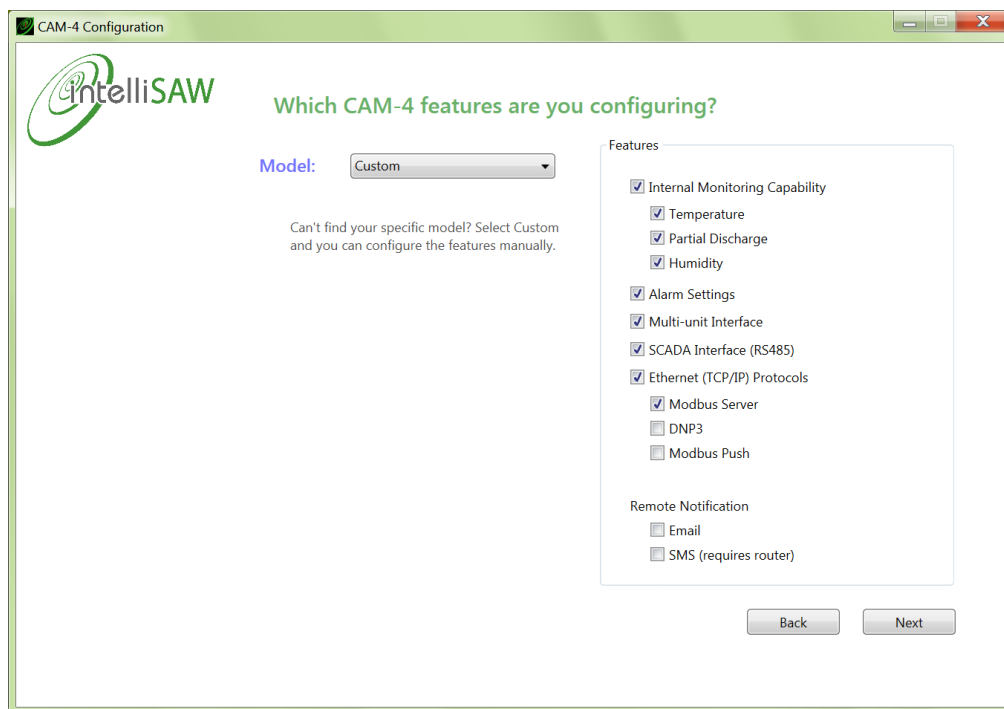 CAM-4 Configuration
intelliSAW
Which CAM-4 features are you configuring?
Model:
Custom
Can't find your specific model? Select Custom
and you can configure the features manually.
Features
Internal Monitoring Capability
Temperature
Partial Discharge
Humidity
Alarm Settings
Multi-unit Interface
SCADA Interface (RS485)
Ethernet (TCP/IP) Protocols
Modbus Server
DNP3
Modbus Push
Remote Notification
Email
SMS (requires router)
Back
Next